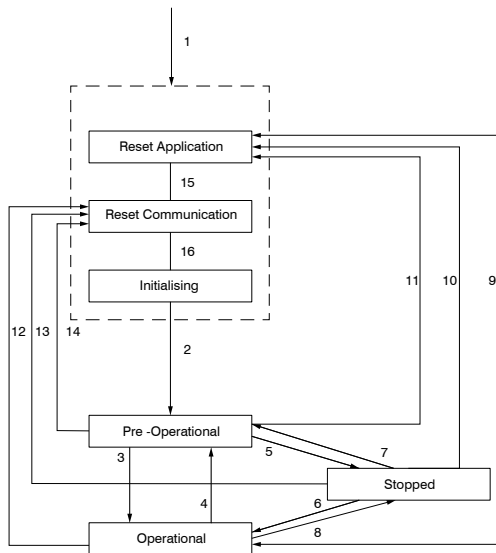 1
Reset Application
15
Reset Communication
16
Initialising
11
10
9
12
13
14
2
Pre -Operational
3
5
7
Stopped
4
6
8
Operational